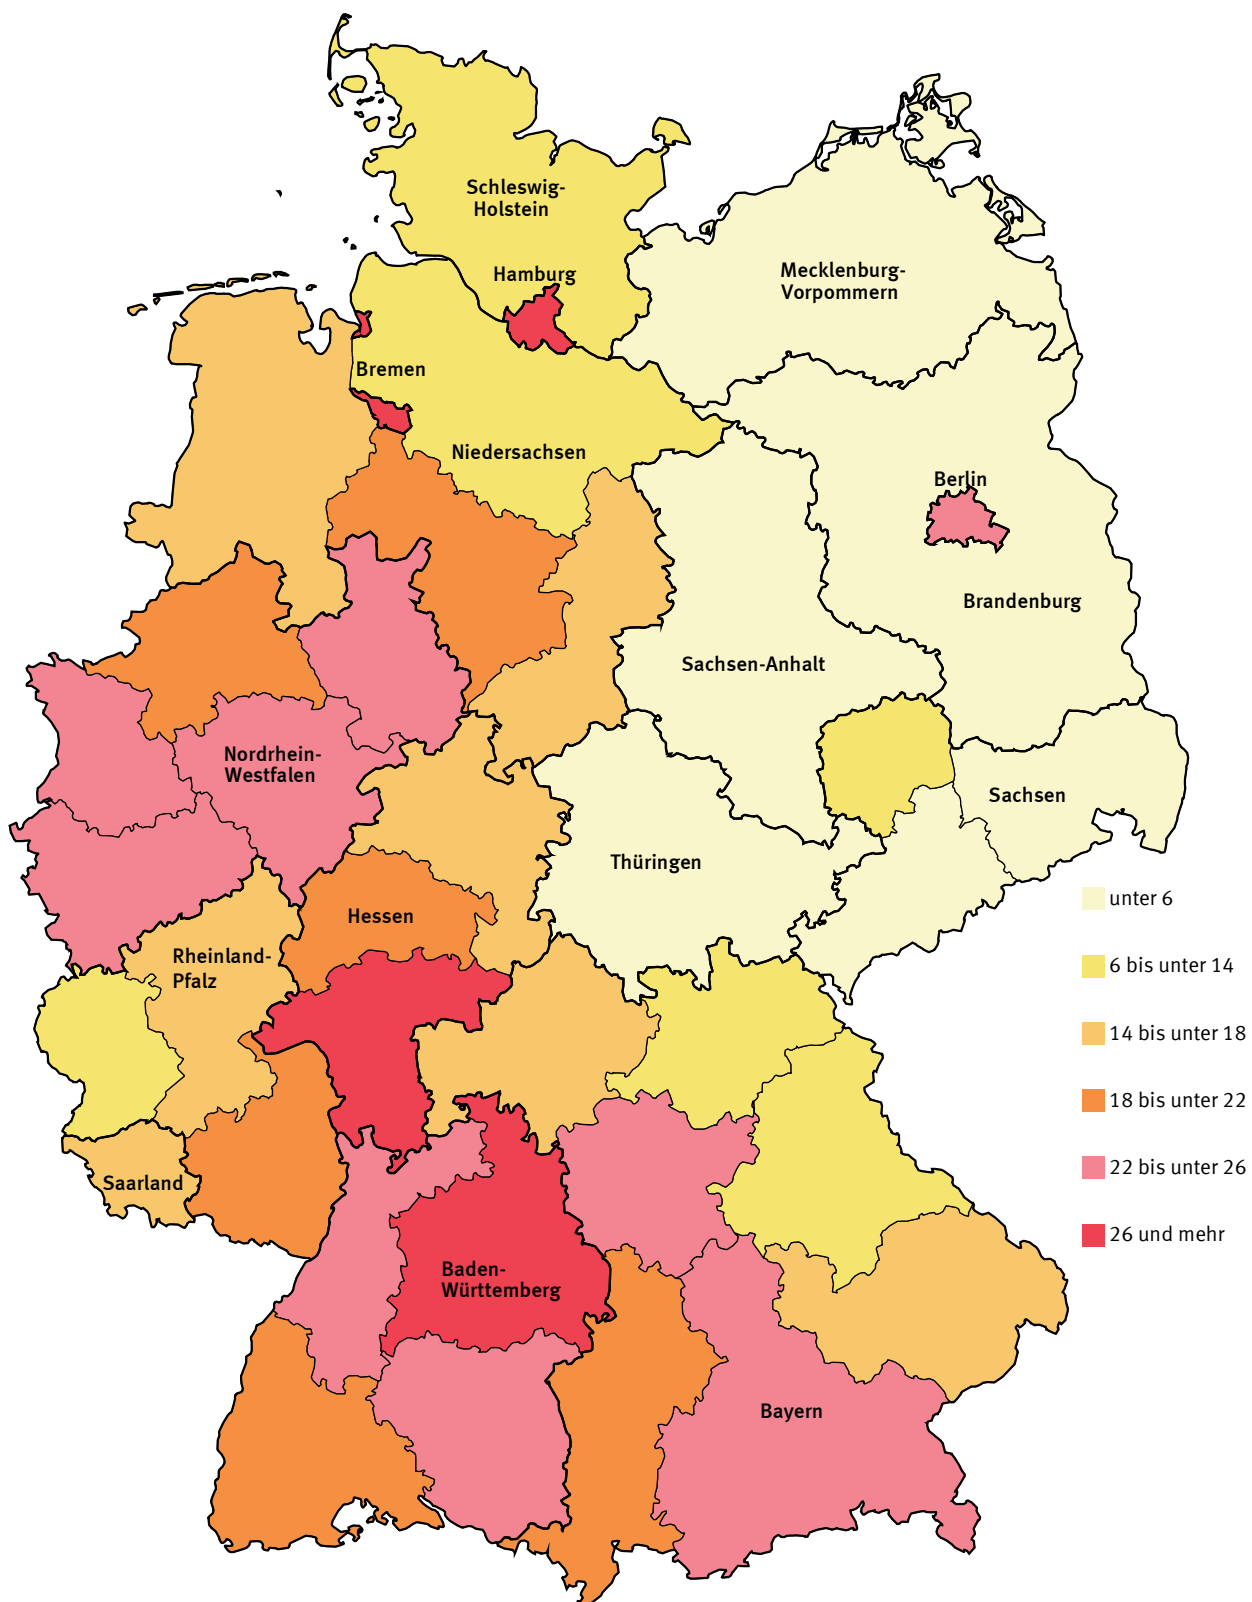 Schleswig-
Holstein
Hamburg
Mecklenburg-
Vorpommern
Bremen
Niedersachsen
Berlin
Brandenburg
Sachsen-Anhalt
Nordrhein-
Westfalen
Sachsen
Thüringen
Hessen
Rheinland-
Pfalz
Saarland
Baden-
Württemberg
Bayern
unter 6
6 bis unter 14
14 bis unter 18
18 bis unter 22
22 bis unter 26
26 und mehr